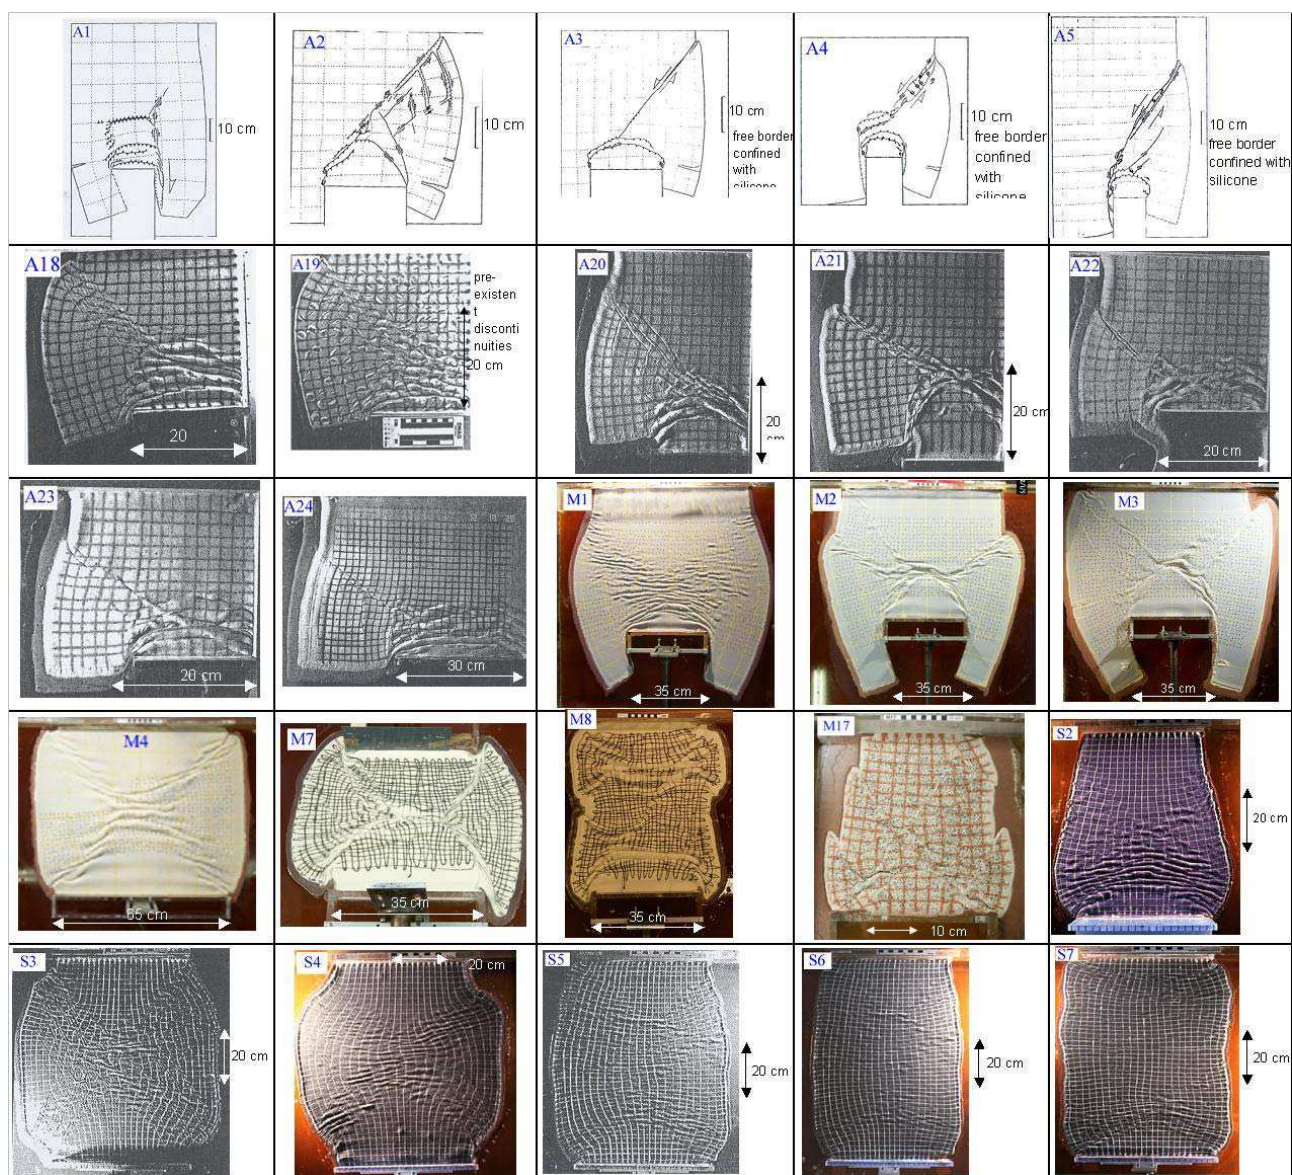 A1
10 cm
A2
10 cm
A3
10 cm
free border
confined
with
silicone
A4
10 cm
free border
confined
with
silicone
A5
10 cm
free border
confined with
silicone
A18
20
A19
pre-
existen
t
disconti
nuities
20 cm
A20
20
cm
A21
20 cm
A22
20 cm
A23
20 cm
A24
30 cm
M1
35 cm
M2
35 cm
M3
35 cm
M4
65 cm
M7
35 cm
M8
35 cm
M17
10 cm
S2
20 cm
S3
20 cm
S4
20 cm
S5
20 cm
S6
20 cm
S7
20 cm